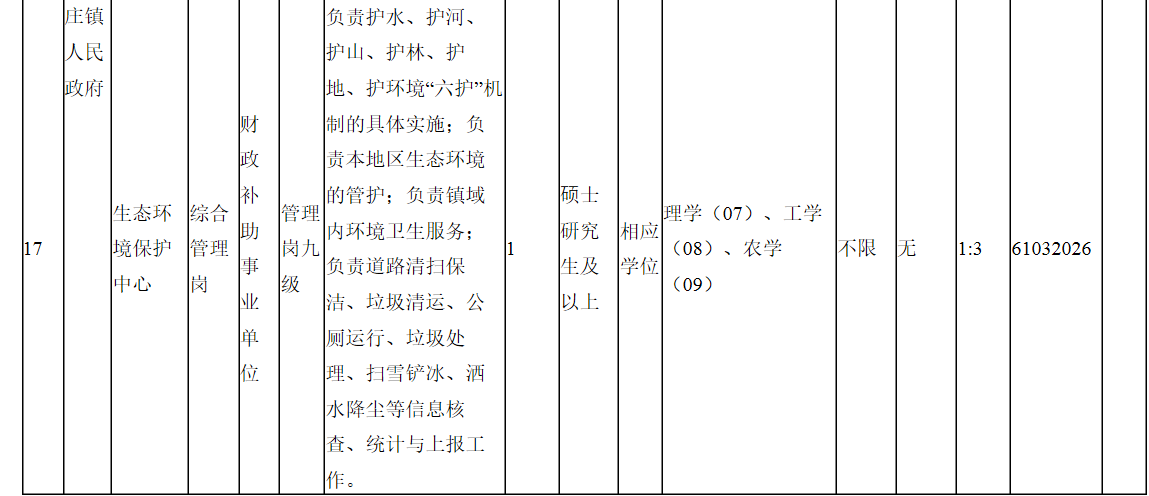 17
庄镇
人民
政府
生态环
境保护
中心
综合
管理
岗
财
政
补
助
事
业
单
位
管理
岗九
级
负责护水、护河、
护山、护林、护
地、护环境“六护”机
制的具体实施；负
责本地区生态环境
的管护；负责镇域
内环境卫生服务；
负责道路清扫保
洁、垃圾清运、公
厕运行、垃圾处
理、扫雪铲冰、洒
水降尘等信息核
查、统计与上报工
作。
1
硕士
研究
生及
以上
相应
学位
理学（07）、工学
（08）、农学
（09）
不限
无
1:3
61032026